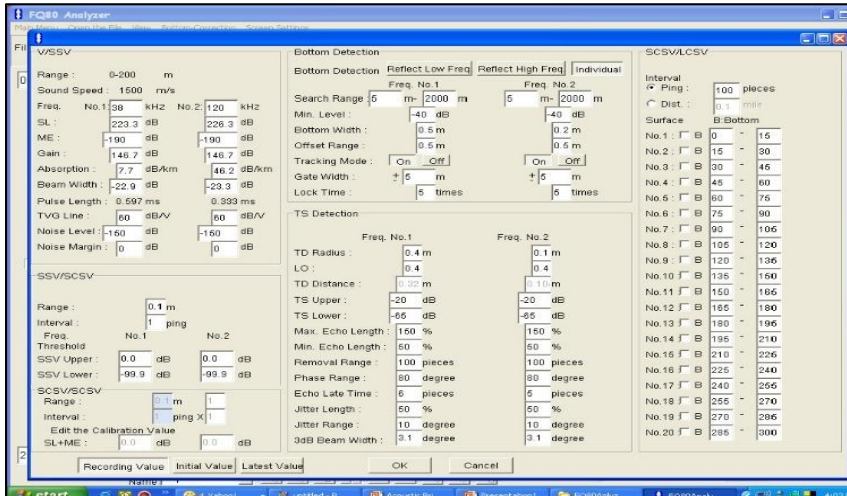 FQ80 Analyzer
Main Menu Open the File View Bottom-Correction Screen Settings
V/SSV
Range : 0-200 m
Sound Speed : 1500 m/s
Freq. No.1: 38 kHz No.2: 120 kHz
SL : 223.3 dB 226.3 dB
ME : -190 dB -190 dB
Gain : 146.7 dB 146.7 dB
Absorption : 7.7 dB/km 46.2 dB/km
Beam Width : -22.9 dB -23.3 dB
Pulse Length : 0.597 ms 0.333 ms
TVG Line : 60 dB/V 60 dB/V
Noise Level : -150 dB -150 dB
Noise Margin : 0 dB 0 dB
SSV/SCSV
Range : 0.1 m
Interval : 1 ping
Freq. No.1 No.2
Threshold
SSV Upper : 0.0 dB 0.0 dB
SSV Lower : -99.9 dB -99.9 dB
SCSV/SCSV
Range : 0.1 m 1
Interval : 1 ping X 1
Edit the Calibration Value
SL+ME : 0.0 dB 0.0 dB
Recording Value Initial Value Latest Value
Bottom Detection
Bottom Detection Reflect Low Freq Reflect High Freq Individual
Freq. No.1 Freq. No.2
Search Range : 5 m- 2000 m 5 m- 2000 m
Min. Level : -40 dB -40 dB
Bottom Width : 0.5 m 0.2 m
Offset Range : 0.5 m 0.5 m
Tracking Mode : On Off On Off
Gate Width : ± 5 m ± 5 m
Lock Time : 5 times 5 times
TS Detection
Freq. No.1 Freq. No.2
TD Radius : 0.4 m 0.1 m
LO : 0.4 0.4
TD Distance : 0.32 m 0.10 m
TS Upper : -20 dB -20 dB
TS Lower : -65 dB -65 dB
Max. Echo Length : 150 % 150 %
Min. Echo Length : 50 % 50 %
Removal Range : 100 pieces 100 pieces
Phase Range : 80 degree 80 degree
Echo Late Time : 5 pieces 5 pieces
Jitter Length : 50 % 50 %
Jitter Range : 10 degree 10 degree
3dB Beam Width : 3.1 degree 3.1 degree
OK Cancel
SCSV/LCSV
Interval
Ping : 100 pieces
Dist. : 0.1 mile
Surface B:Bottom
No.1 : B 0 - 15
No.2 : B 15 - 30
No.3 : B 30 - 45
No.4 : B 45 - 60
No.5 : B 60 - 75
No.6 : B 75 - 90
No.7 : B 90 - 105
No.8 : B 105 - 120
No.9 : B 120 - 135
No.10 : B 135 - 150
No.11 : B 150 - 165
No.12 : B 165 - 180
No.13 : B 180 - 195
No.14 : B 195 - 210
No.15 : B 210 - 225
No.16 : B 225 - 240
No.17 : B 240 - 255
No.18 : B 255 - 270
No.19 : B 270 - 285
No.20 : B 285 - 300
Name1
start